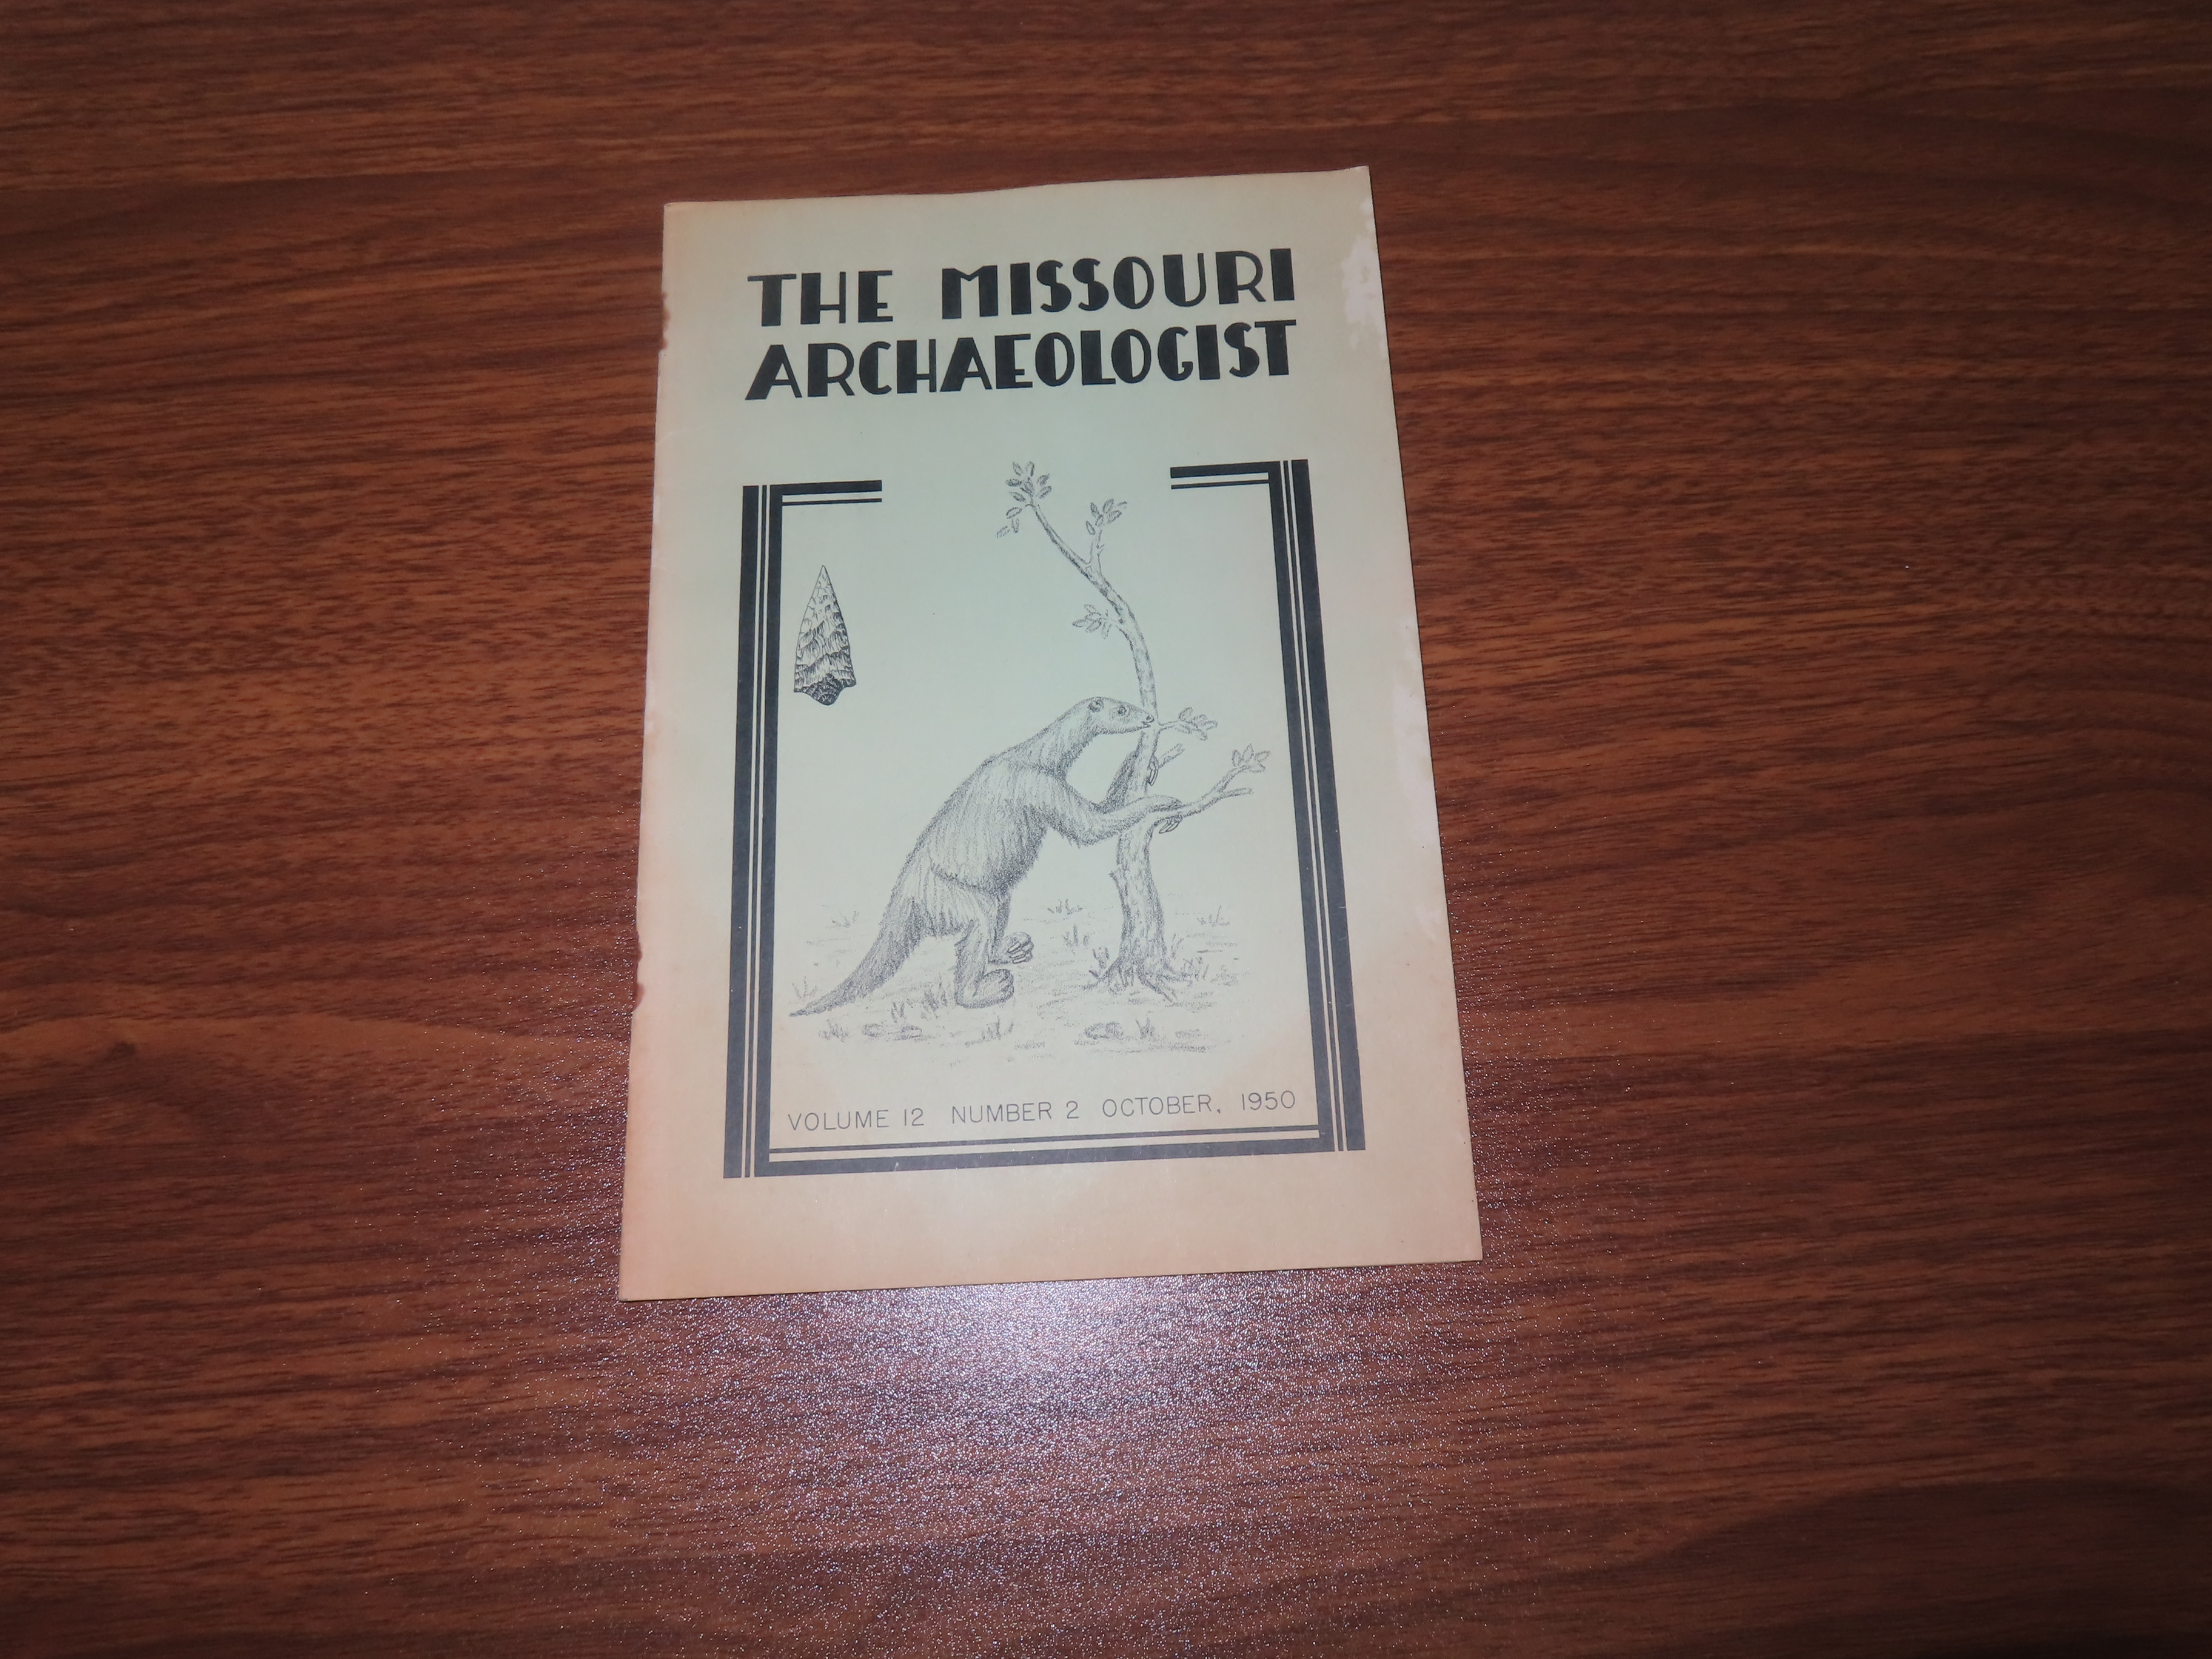 THE MISSOURI
ARCHAEOLOGIST
VOLUME 12 NUMBER 2 OCTOBER, 1950